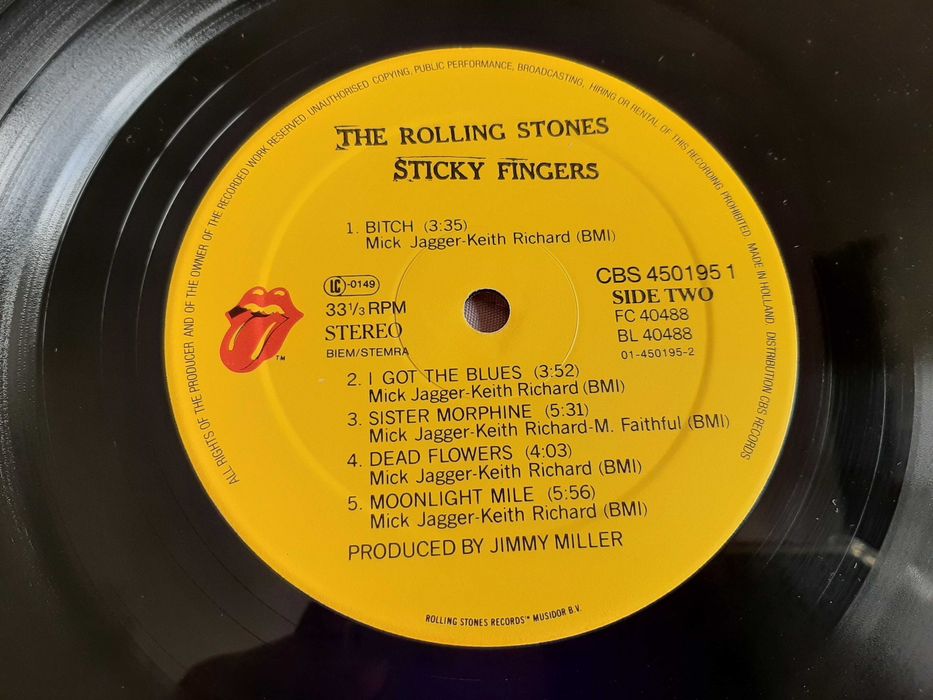 ALL RIGHTS OF THE PRODUCER AND OF THE OWNER OF THE RECORDED WORK RESERVED UNAUTHORISED COPYING, PUBLIC PERFORMANCE, BROADCASTING, HIRING OR RENTAL OF THIS RECORDING PROHIBITED. MADE IN HOLLAND. DISTRIBUTION CBS RECORDS
THE ROLLING STONES
STICKY FINGERS
1. BITCH (3:35)
Mick Jagger-Keith Richard (BMI)
LC-0149
33 1/3 RPM
STEREO
BIEM/STEMRA
TM
CBS 450195 1
SIDE TWO
FC 40488
BL 40488
01-450195-2
2. I GOT THE BLUES (3:52)
Mick Jagger-Keith Richard (BMI)
3. SISTER MORPHINE (5:31)
Mick Jagger-Keith Richard-M. Faithful (BMI)
4. DEAD FLOWERS (4:03)
Mick Jagger-Keith Richard (BMI)
5. MOONLIGHT MILE (5:56)
Mick Jagger-Keith Richard (BMI)
PRODUCED BY JIMMY MILLER
ROLLING STONES RECORDS™ MUSIDOR B.V.